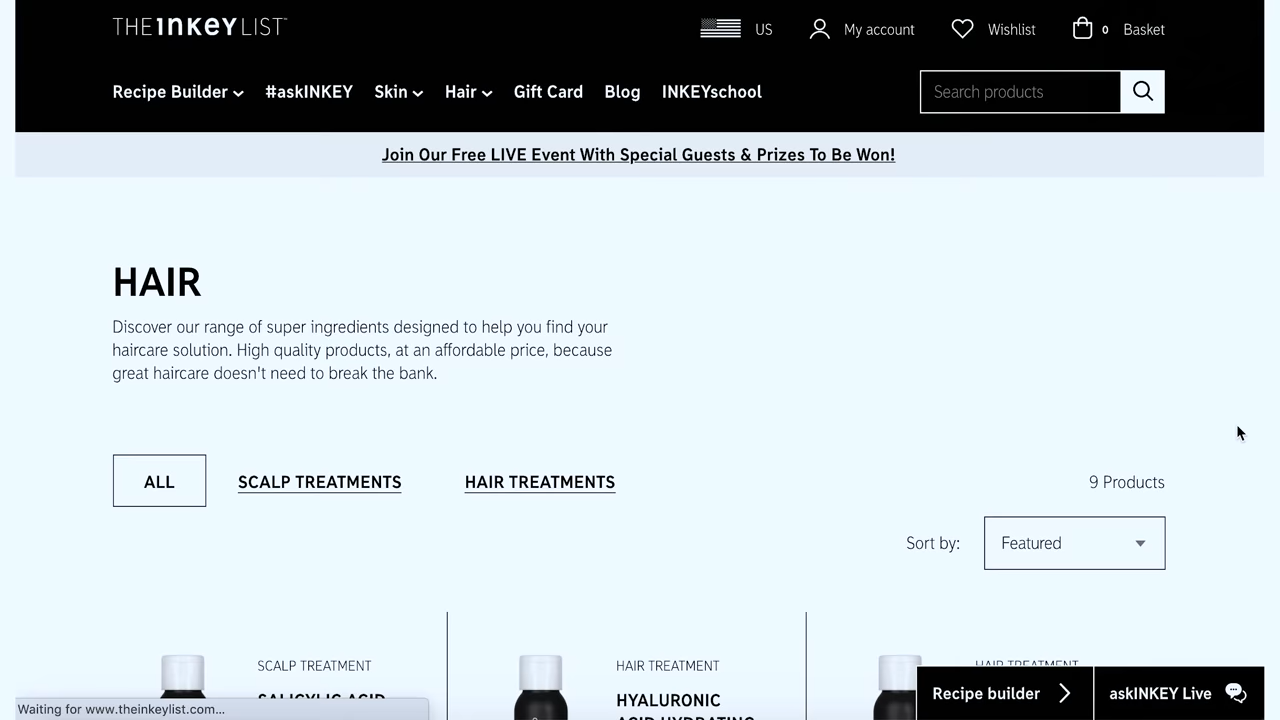 THE INKEY LIST™
US
My account
Wishlist
0
Basket
Recipe Builder
#askINKEY
Skin
Hair
Gift Card
Blog
INKEYschool
Search products
Join Our Free LIVE Event With Special Guests & Prizes To Be Won!
HAIR
Discover our range of super ingredients designed to help you find your
haircare solution. High quality products, at an affordable price, because
great haircare doesn't need to break the bank.
ALL
SCALP TREATMENTS
HAIR TREATMENTS
9 Products
Sort by:
Featured
SCALP TREATMENT
SALICYLIC ACID
HAIR TREATMENT
HYALURONIC
ACID HYDRATING
HAIR TREATMENT
Recipe builder
askINKEY Live
Waiting for www.theinkeylist.com...